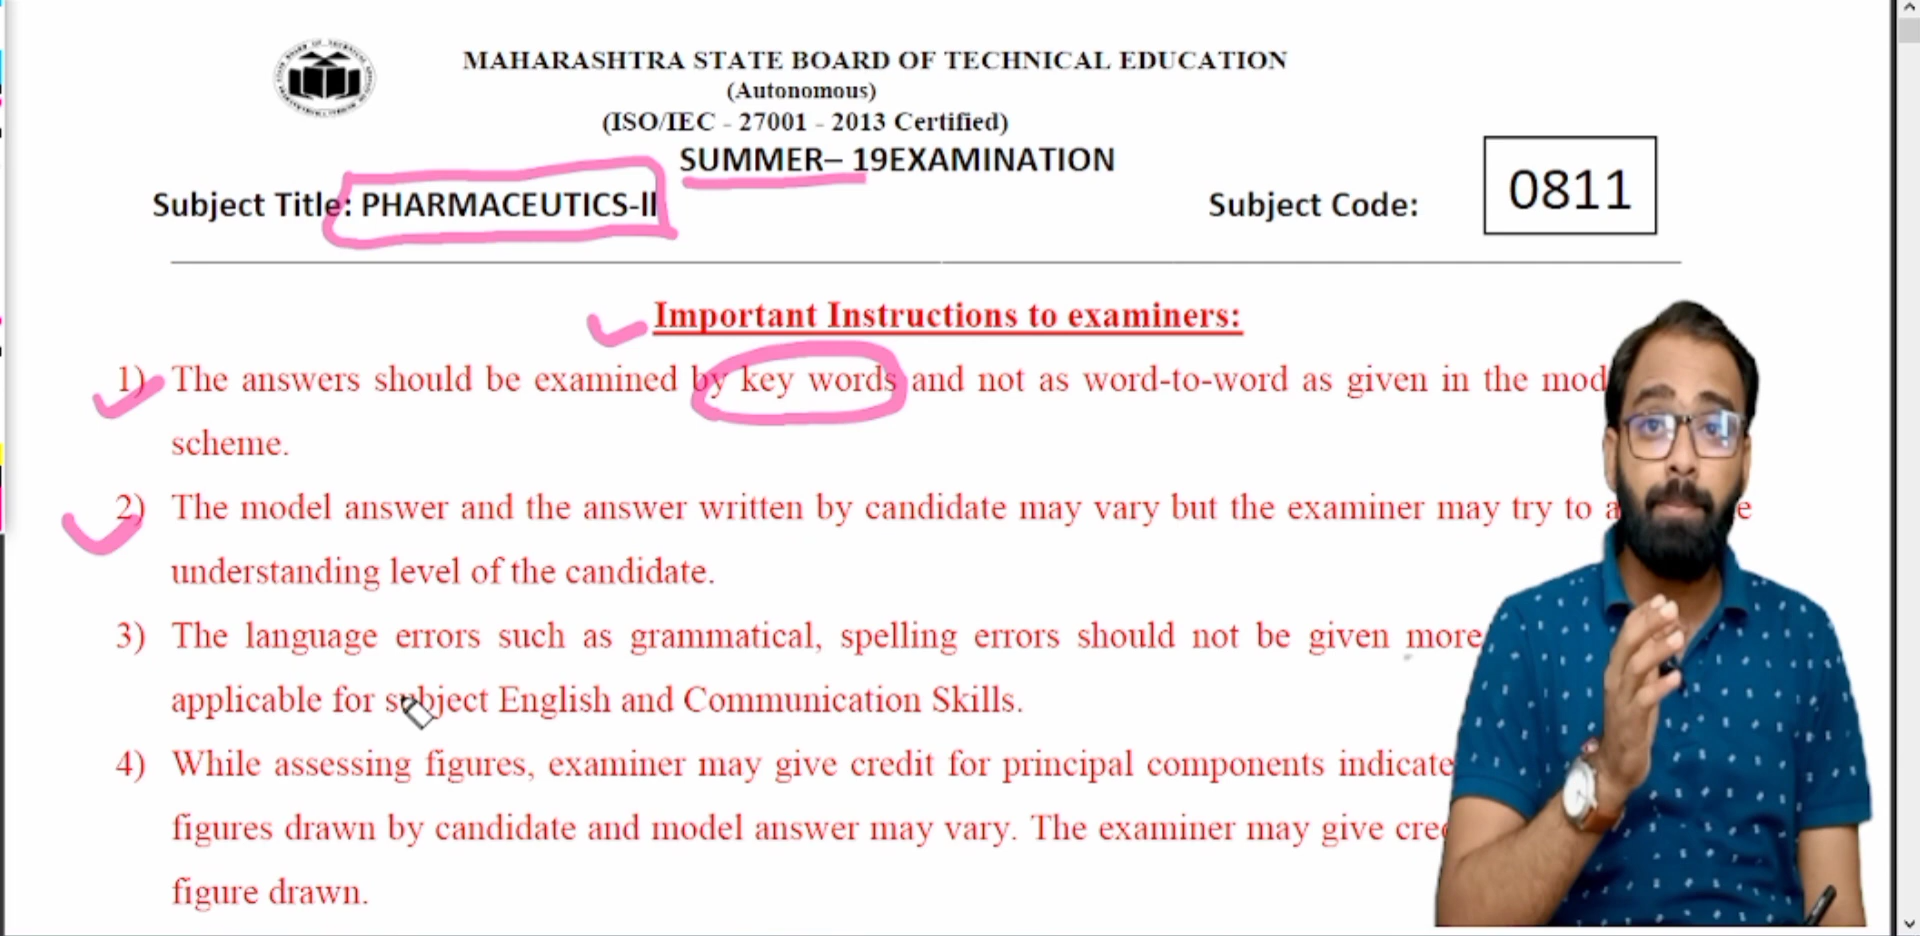 MAHARASHTRA STATE BOARD OF TECHNICAL EDUCATION
(Autonomous)
(ISO/IEC - 27001 - 2013 Certified)
SUMMER– 19EXAMINATION
Subject Title: PHARMACEUTICS-II
Subject Code:
0811
Important Instructions to examiners:
1) The answers should be examined by key words and not as word-to-word as given in the
scheme.
2) The model answer and the answer written by candidate may vary but the examiner may try to
understanding level of the candidate.
3) The language errors such as grammatical, spelling errors should not be given more
applicable for subject English and Communication Skills.
4) While assessing figures, examiner may give credit for principal components
figures drawn by candidate and model answer may vary. The examiner may give
figure drawn.